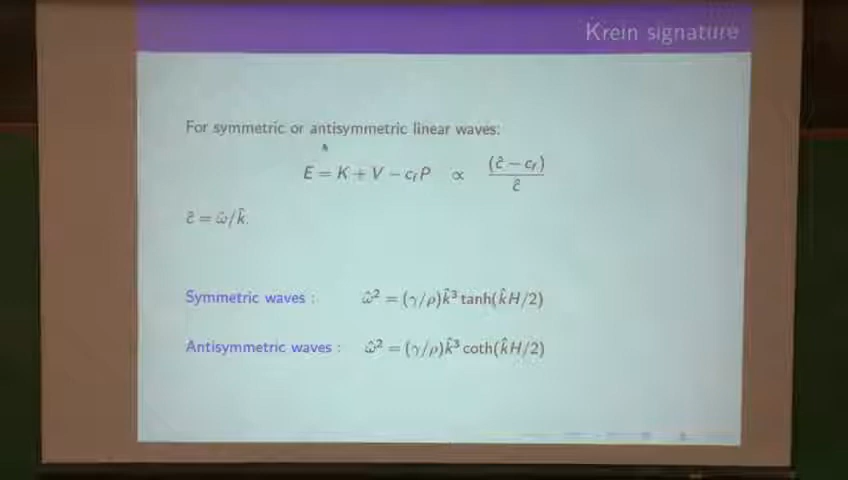 Krein signature
For symmetric or antisymmetric linear waves:
E = K + V − c_f P ∝ (ĉ − c_f) / ĉ
ĉ = ω̂/k̂.
Symmetric waves : ω̂² = (γ/ρ)k̂³ tanh(k̂H/2)
Antisymmetric waves : ω̂² = (γ/ρ)k̂³ coth(k̂H/2)